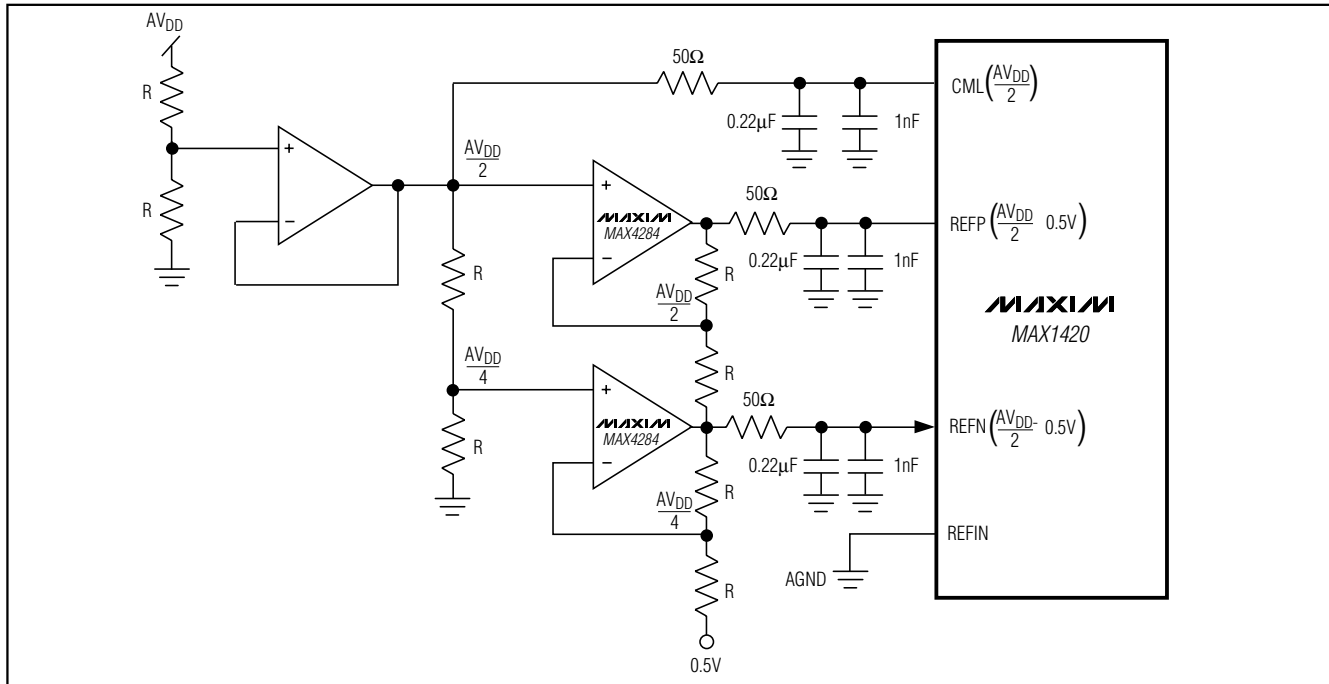 AVDD
R
R
AVDD
2
50Ω
0.22µF
1nF
CML(AVDD/2)
MAXIM
MAX4284
50Ω
0.22µF
1nF
REFP(AVDD/2 0.5V)
R
AVDD
2
R
R
AVDD
4
R
MAXIM
MAX4284
50Ω
0.22µF
1nF
REFN(AVDD/2- 0.5V)
R
AVDD
4
R
0.5V
MAXIM
MAX1420
REFIN
AGND